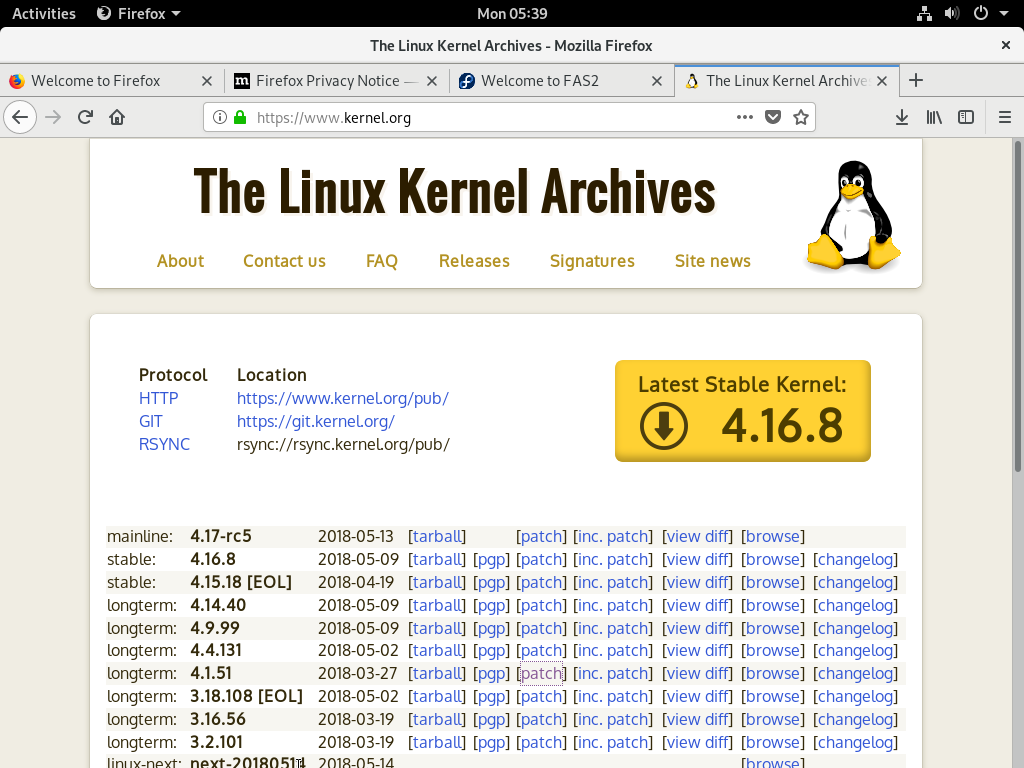 Activities Firefox Mon 05:39
The Linux Kernel Archives - Mozilla Firefox
Welcome to Firefox Firefox Privacy Notice — Welcome to FAS2 The Linux Kernel Archive
https://www.kernel.org
The Linux Kernel Archives
About Contact us FAQ Releases Signatures Site news
Protocol Location
HTTP https://www.kernel.org/pub/
GIT https://git.kernel.org/
RSYNC rsync://rsync.kernel.org/pub/
Latest Stable Kernel:
4.16.8
mainline: 4.17-rc5 2018-05-13 [tarball] [patch] [inc. patch] [view diff] [browse]
stable: 4.16.8 2018-05-09 [tarball] [pgp] [patch] [inc. patch] [view diff] [browse] [changelog]
stable: 4.15.18 [EOL] 2018-04-19 [tarball] [pgp] [patch] [inc. patch] [view diff] [browse] [changelog]
longterm: 4.14.40 2018-05-09 [tarball] [pgp] [patch] [inc. patch] [view diff] [browse] [changelog]
longterm: 4.9.99 2018-05-09 [tarball] [pgp] [patch] [inc. patch] [view diff] [browse] [changelog]
longterm: 4.4.131 2018-05-02 [tarball] [pgp] [patch] [inc. patch] [view diff] [browse] [changelog]
longterm: 4.1.51 2018-03-27 [tarball] [pgp] [patch] [inc. patch] [view diff] [browse] [changelog]
longterm: 3.18.108 [EOL] 2018-05-02 [tarball] [pgp] [patch] [inc. patch] [view diff] [browse] [changelog]
longterm: 3.16.56 2018-03-19 [tarball] [pgp] [patch] [inc. patch] [view diff] [browse] [changelog]
longterm: 3.2.101 2018-03-19 [tarball] [pgp] [patch] [inc. patch] [view diff] [browse] [changelog]
linux-next: next-20180514 2018-05-14 [browse]